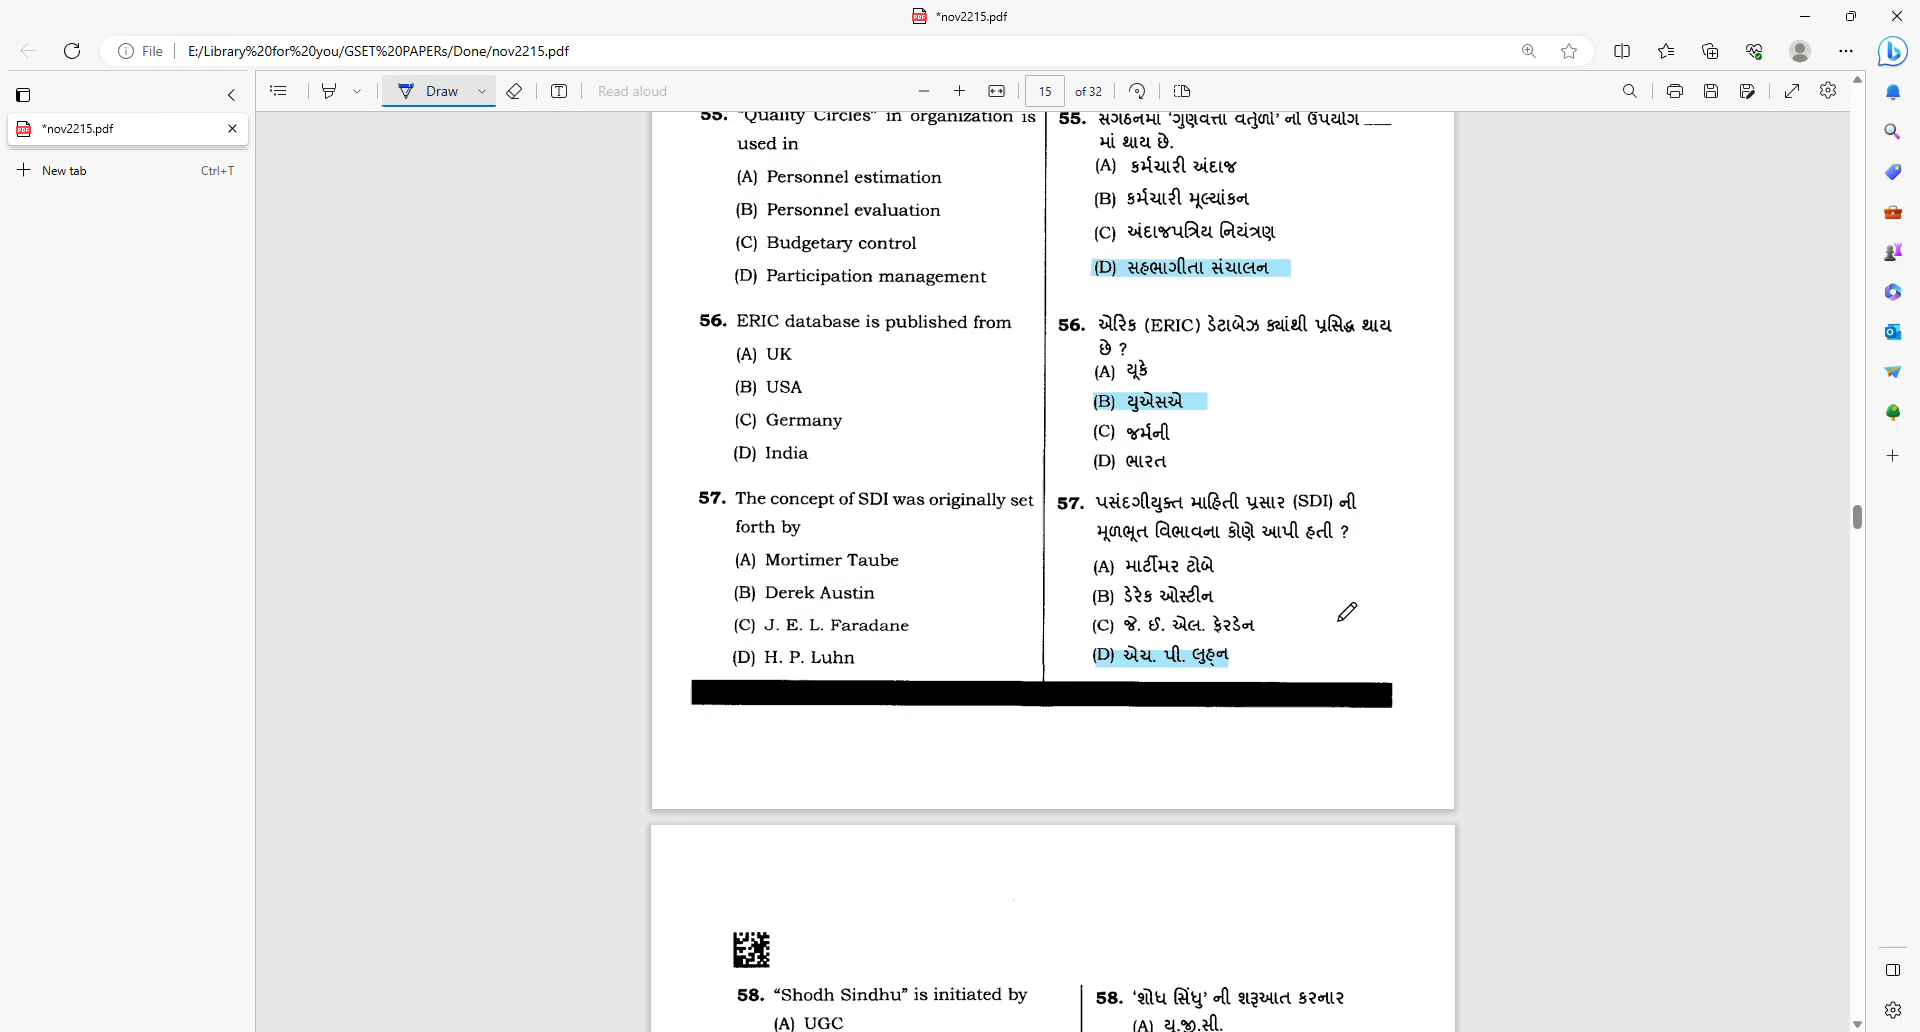 *nov2215.pdf
File
E:/Library%20for%20you/GSET%20PAPERs/Done/nov2215.pdf
*nov2215.pdf
New tab
Ctrl+T
Draw
Read aloud
15
of 32
55. "Quality Circles" in organization is
used in
(A) Personnel estimation
(B) Personnel evaluation
(C) Budgetary control
(D) Participation management
56. ERIC database is published from
(A) UK
(B) USA
(C) Germany
(D) India
57. The concept of SDI was originally set
forth by
(A) Mortimer Taube
(B) Derek Austin
(C) J. E. L. Faradane
(D) H. P. Luhn
55. સંગઠનમાં 'ગુણવત્તા વર્તુળો' નો ઉપયોગ ___
માં થાય છે.
(A) કર્મચારી અંદાજ
(B) કર્મચારી મૂલ્યાંકન
(C) અંદાજપત્રિય નિયંત્રણ
(D) સહભાગીતા સંચાલન
56. એરિક (ERIC) ડેટાબેઝ ક્યાંથી પ્રસિદ્ધ થાય
છે ?
(A) યૂકે
(B) યુએસએ
(C) જર્મની
(D) ભારત
57. પસંદગીયુક્ત માહિતી પ્રસાર (SDI) ની
મૂળભૂત વિભાવના કોણે આપી હતી ?
(A) માર્ટીમર ટોબે
(B) ડેરેક ઓસ્ટીન
(C) જે. ઈ. એલ. ફેરડેન
(D) એચ. પી. લુહ્ન
58. "Shodh Sindhu" is initiated by
(A) UGC
58. 'શોધ સિંધુ' ની શરૂઆત કરનાર
(A) યુ.જી.સી.